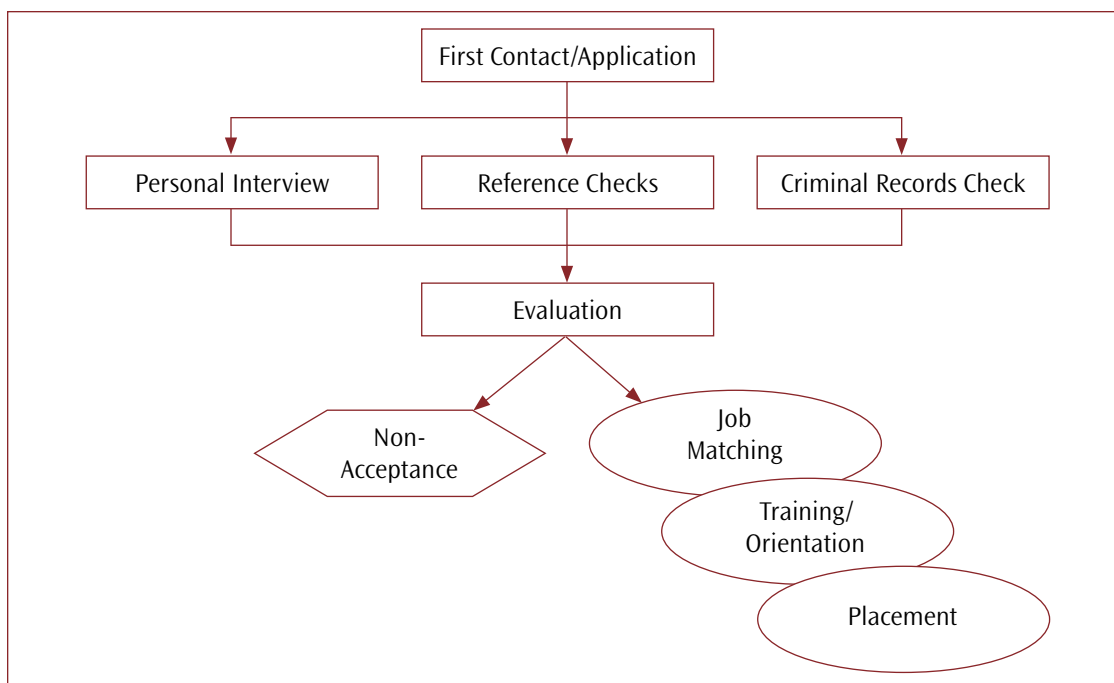 First Contact/Application
Personal Interview
Reference Checks
Criminal Records Check
Evaluation
Non-
Acceptance
Job
Matching
Training/
Orientation
Placement